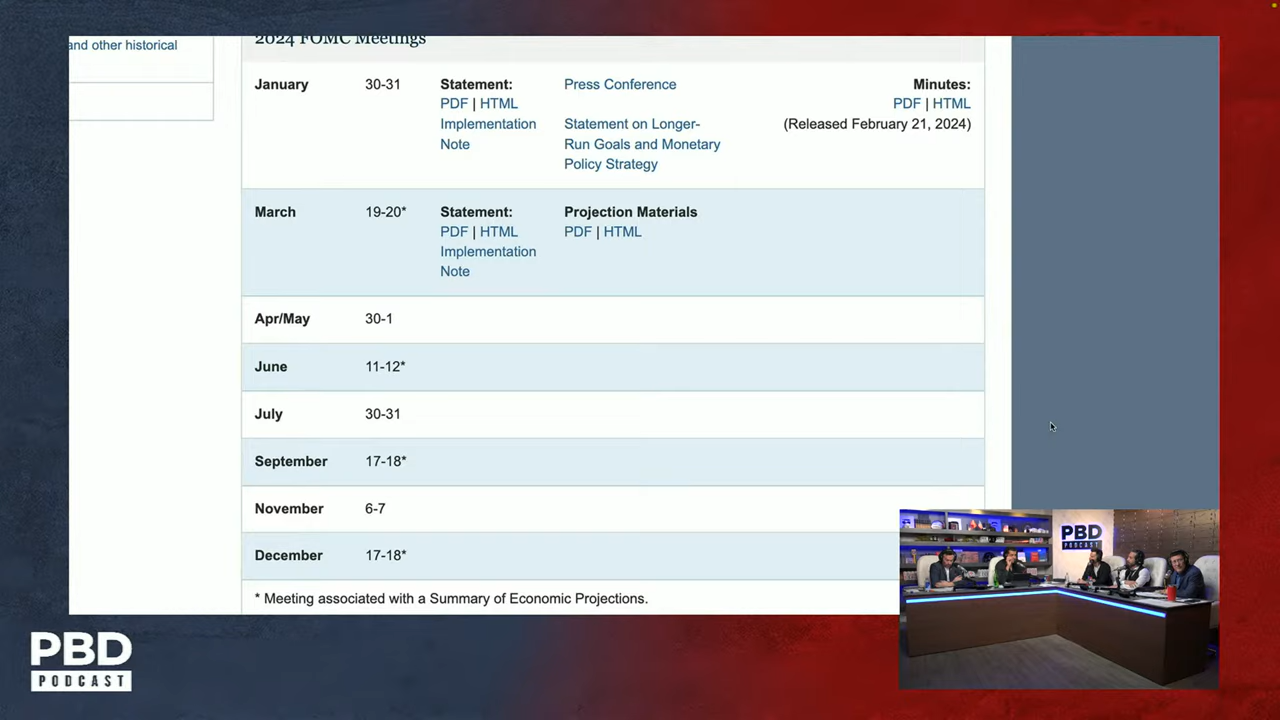 and other historical
2024 FOMC Meetings
January 30-31 Statement: Press Conference Minutes:
PDF | HTML PDF | HTML
Implementation Statement on Longer- (Released February 21, 2024)
Note Run Goals and Monetary
Policy Strategy
March 19-20* Statement: Projection Materials
PDF | HTML PDF | HTML
Implementation
Note
Apr/May 30-1
June 11-12*
July 30-31
September 17-18*
November 6-7
December 17-18*
* Meeting associated with a Summary of Economic Projections.
PBD
PODCAST
PBD
PODCAST